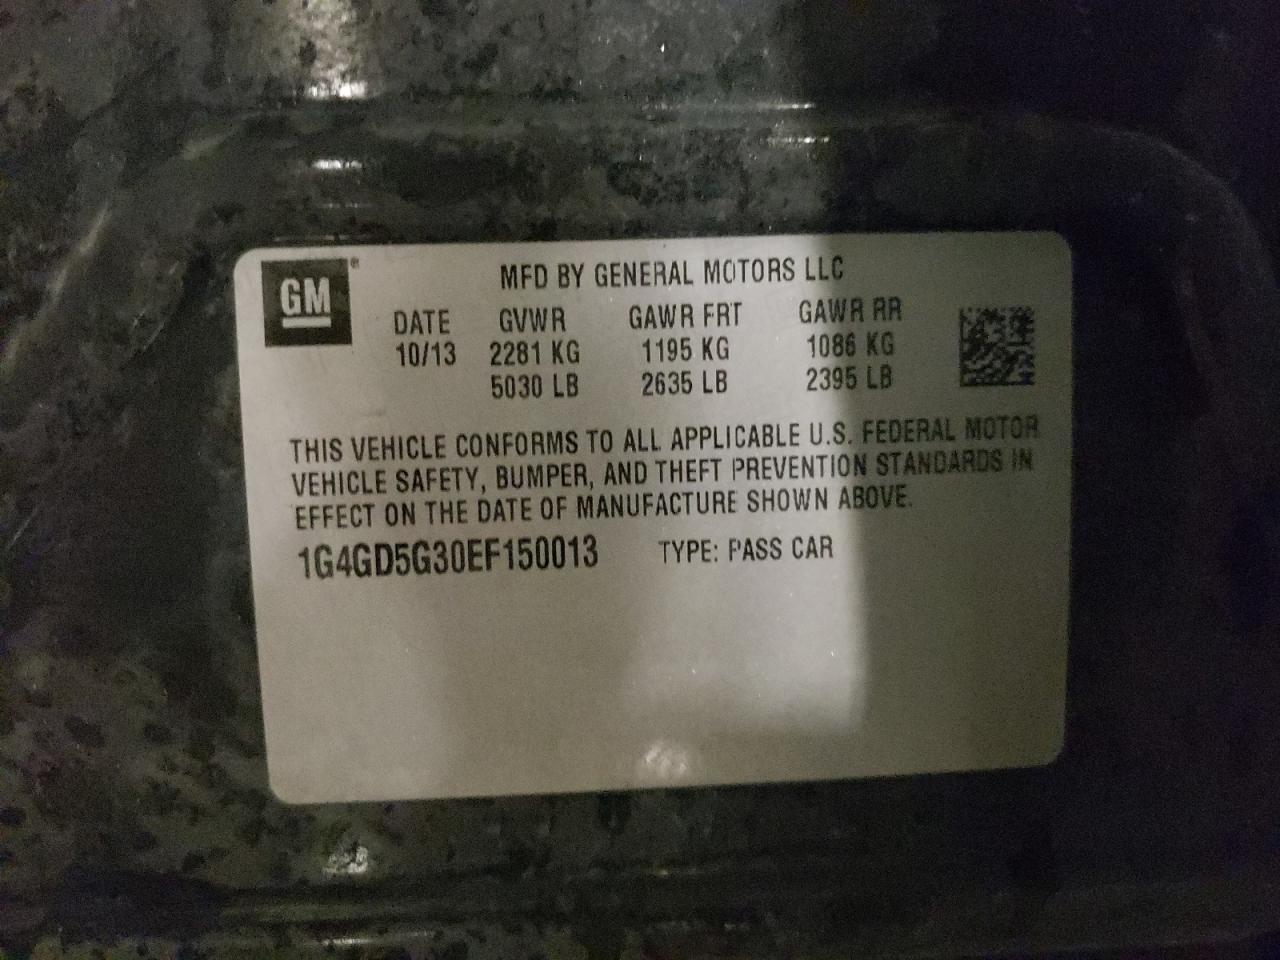 GM®
MFD BY GENERAL MOTORS LLC
DATE GVWR GAWR FRT GAWR RR
10/13 2281 KG 1195 KG 1086 KG
5030 LB 2635 LB 2395 LB
THIS VEHICLE CONFORMS TO ALL APPLICABLE U.S. FEDERAL MOTOR
VEHICLE SAFETY, BUMPER, AND THEFT PREVENTION STANDARDS IN
EFFECT ON THE DATE OF MANUFACTURE SHOWN ABOVE.
1G4GD5G30EF150013 TYPE: PASS CAR